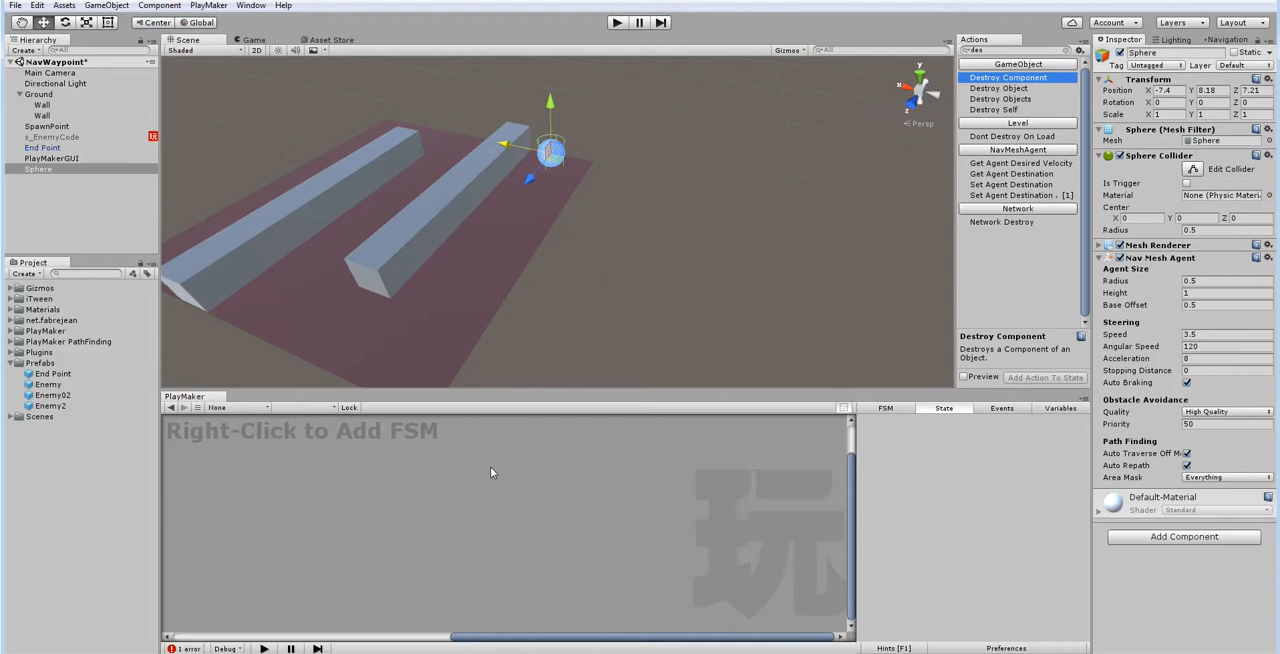 File Edit Assets GameObject Component PlayMaker Window Help
Center Global Account Layers Layout
Hierarchy
Create All
NavWaypoint*
Main Camera
Directional Light
Ground
Wall
Wall
SpawnPoint
s_EnemyCode
End Point
PlayMakerGUI
Sphere
Project
Create
Gizmos
iTween
Materials
net.fabrejean
PlayMaker
PlayMaker PathFinding
Plugins
Prefabs
End Point
Enemy
Enemy02
Enemy2
Scenes
Scene Game Asset Store
Shaded 2D Gizmos All
y
x
z
Persp
PlayMaker
None Lock
Right-Click to Add FSM
玩
1 error Debug
Actions
des
GameObject
Destroy Component
Destroy Object
Destroy Objects
Destroy Self
Level
Dont Destroy On Load
NavMeshAgent
Get Agent Desired Velocity
Get Agent Destination
Set Agent Destination
Set Agent Destination . [1]
Network
Network Destroy
Destroy Component
Destroys a Component of an
Object.
Preview Add Action To State
FSM State Events Variables
Hints [F1] Preferences
Inspector Lighting Navigation
Sphere Static
Tag Untagged Layer Default
Transform
Position X -7.4 Y 8.18 Z 7.21
Rotation X 0 Y 0 Z 0
Scale X 1 Y 1 Z 1
Sphere (Mesh Filter)
Mesh Sphere
Sphere Collider
Edit Collider
Is Trigger
Material None (Physic Materi
Center
X 0 Y 0 Z 0
Radius 0.5
Mesh Renderer
Nav Mesh Agent
Agent Size
Radius 0.5
Height 1
Base Offset 0.5
Steering
Speed 3.5
Angular Speed 120
Acceleration 8
Stopping Distance 0
Auto Braking
Obstacle Avoidance
Quality High Quality
Priority 50
Path Finding
Auto Traverse Off M
Auto Repath
Area Mask Everything
Default-Material
Shader Standard
Add Component